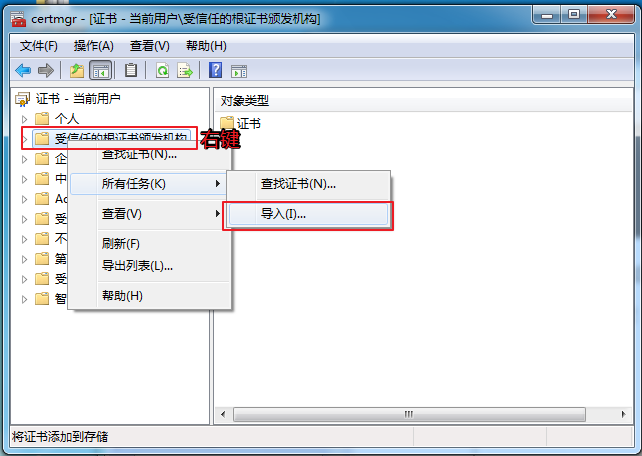 certmgr - [证书 - 当前用户\受信任的根证书颁发机构]
文件(F) 操作(A) 查看(V) 帮助(H)
证书 - 当前用户
对象类型
个人
证书
受信任的根证书颁发机构
右键
企
查找证书(N)...
中
所有任务(K)
查找证书(N)...
Ac
受
查看(V)
导入(I)...
不
刷新(F)
第
导出列表(L)...
受
智
帮助(H)
将证书添加到存储